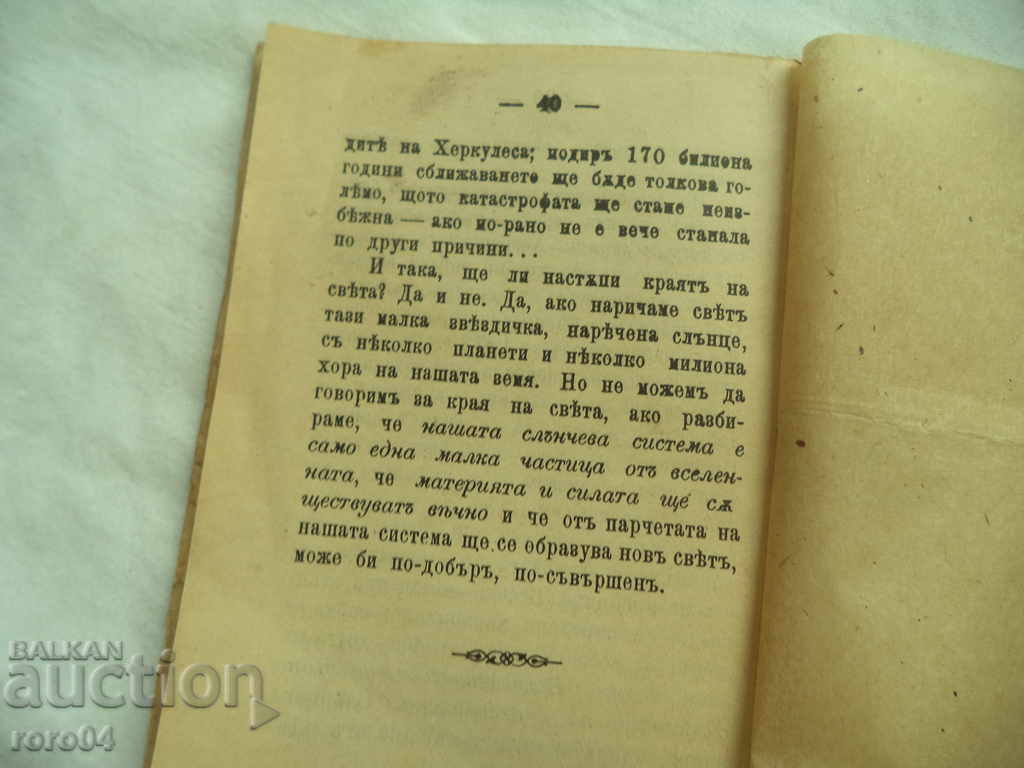 — 40 —
дитѣ на Херкулеса; подиръ 170 билиона
години сближаването ще бѫде толкова го-
лѣмо, щото катастрофата ще стане неиз-
бѣжна — ако по-рано не е вече станала
по други причини...
И така, ще ли настѫпи краятъ на
свѣта? Да и не. Да, ако наричаме свѣтъ
тази малка звѣздичка, нарѣчена слънце,
съ нѣколко планети и нѣколко милиона
хора на нашата земя. Но не можемъ да
говоримъ за края на свѣта, ако разби-
раме, че нашата слънчева система е
само една малка частица отъ вселен-
ната, че материята и силата ще сѫ
ществуватъ вѣчно и че отъ парчетата на
нашата система ще се образува новъ свѣтъ,
може би по-добъръ, по-съвършенъ.
BALKAN
auction
roro04